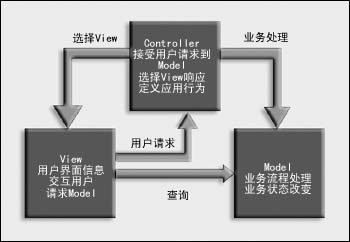 选择View
Controller
接受用户请求到
Model
选择View响应
定义应用行为
业务处理
用户请求
View
用户界面信息
交互用户
请求Model
查询
Model
业务流程处理
业务状态改变